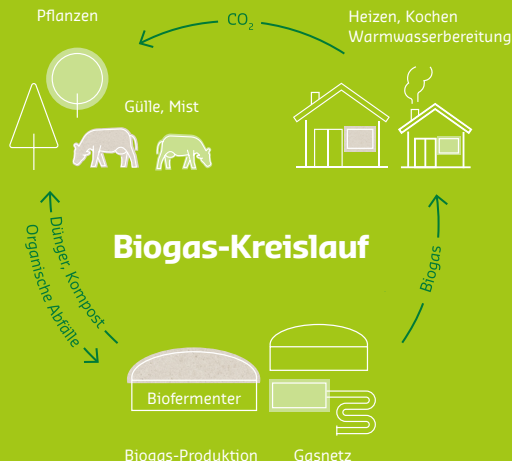 Pflanzen
CO₂
Heizen, Kochen
Warmwasserbereitung
Gülle, Mist
Biogas-Kreislauf
Dünger, Kompost
Organische Abfälle
Biogas
Biofermenter
Biogas-Produktion
Gasnetz